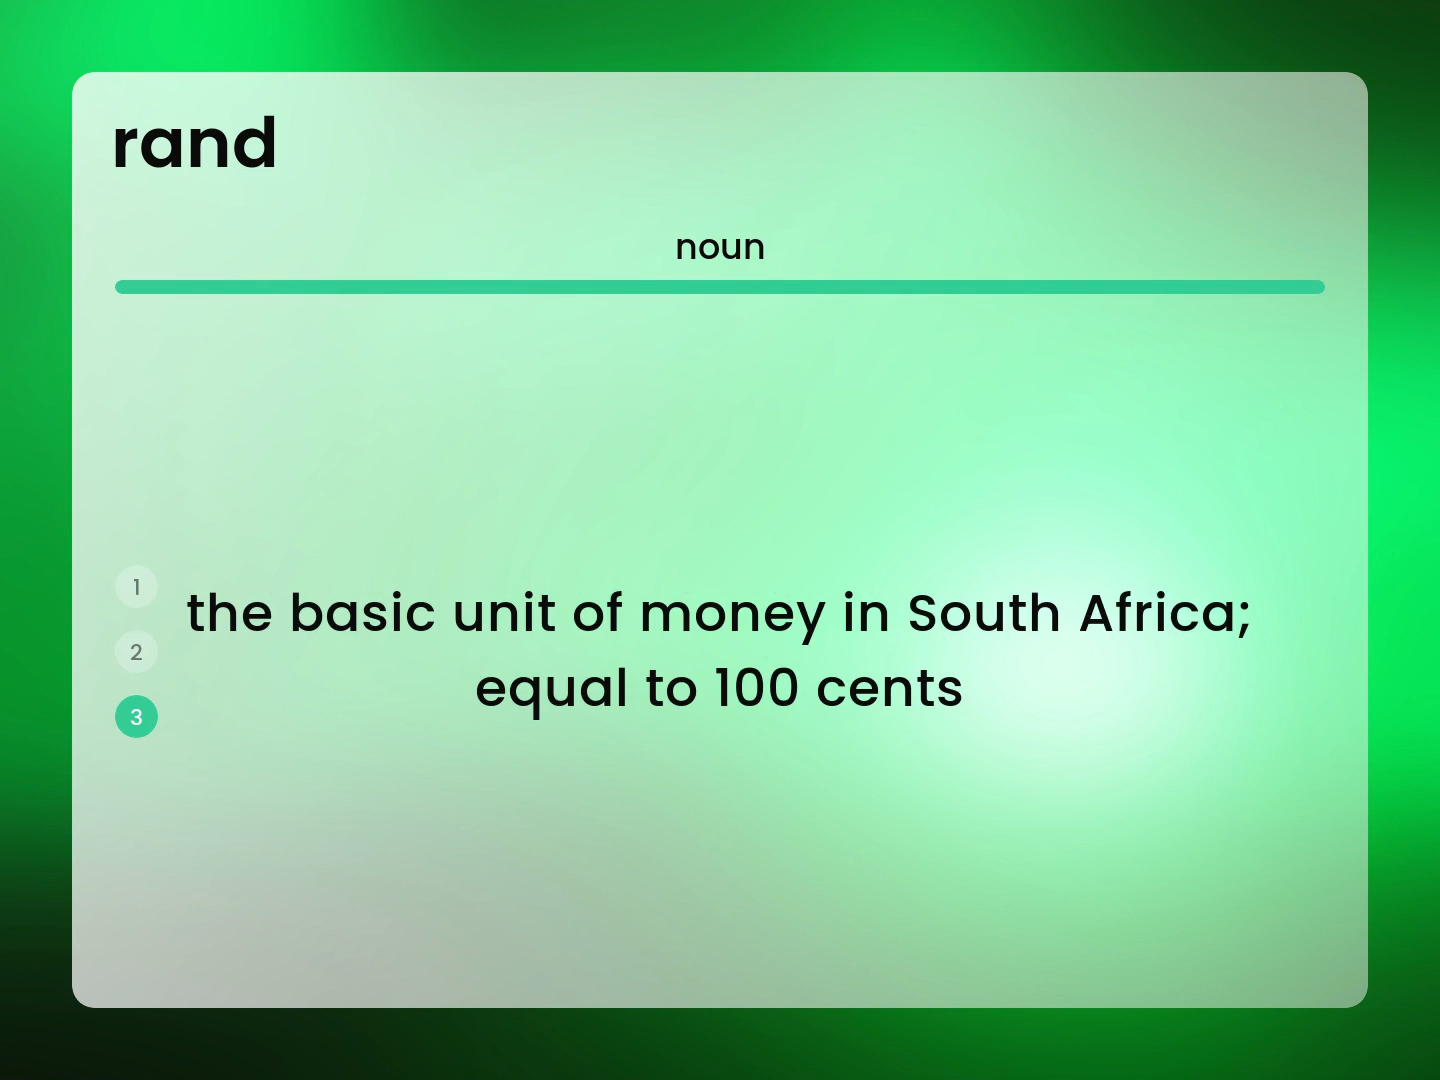 rand
noun
1
2
3
the basic unit of money in South Africa;
equal to 100 cents